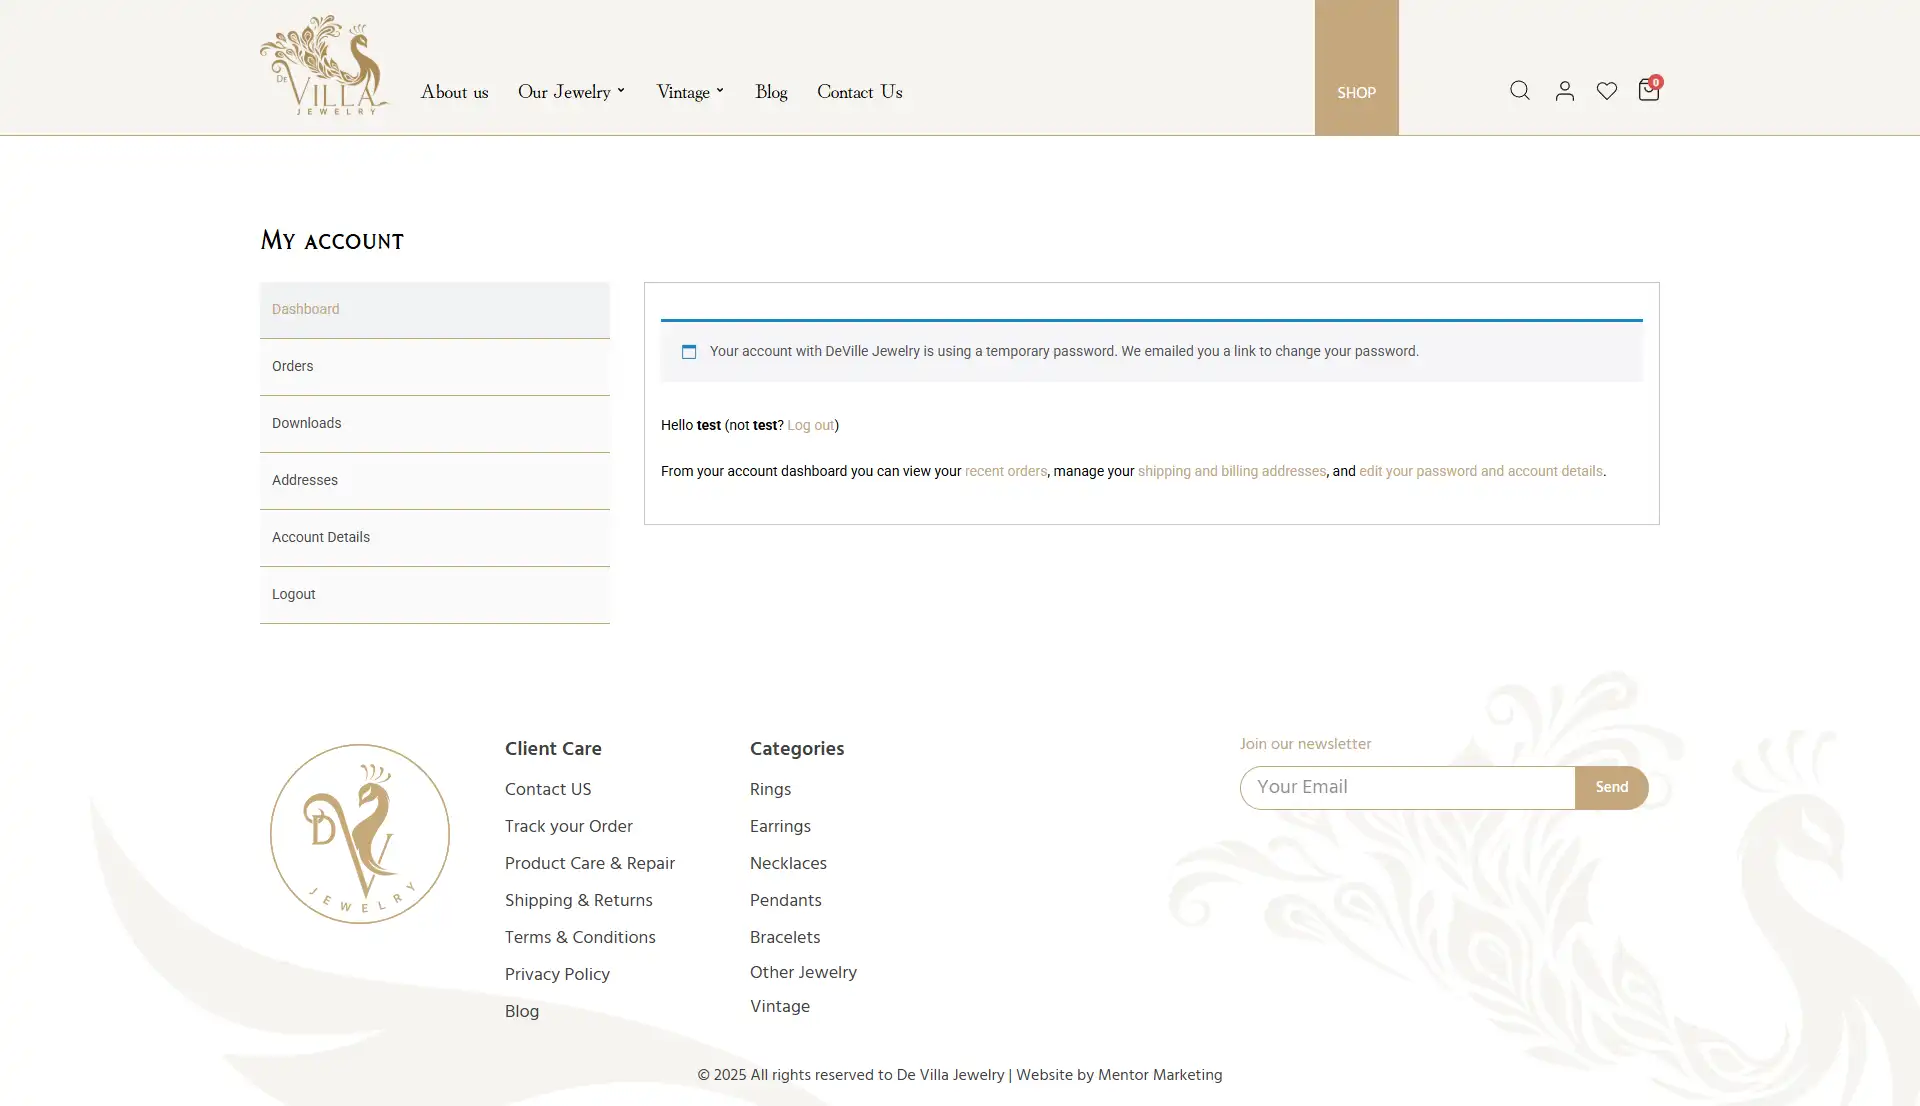 DE
VILLA
JEWELRY
About us
Our Jewelry
Vintage
Blog
Contact Us
SHOP
0
My account
Dashboard
Orders
Downloads
Addresses
Account Details
Logout
Your account with DeVille Jewelry is using a temporary password. We emailed you a link to change your password.
Hello test (not test? Log out)
From your account dashboard you can view your recent orders, manage your shipping and billing addresses, and edit your password and account details.
DV
JEWELRY
Client Care
Contact US
Track your Order
Product Care & Repair
Shipping & Returns
Terms & Conditions
Privacy Policy
Blog
Categories
Rings
Earrings
Necklaces
Pendants
Bracelets
Other Jewelry
Vintage
Join our newsletter
Your Email
Send
© 2025 All rights reserved to De Villa Jewelry | Website by Mentor Marketing